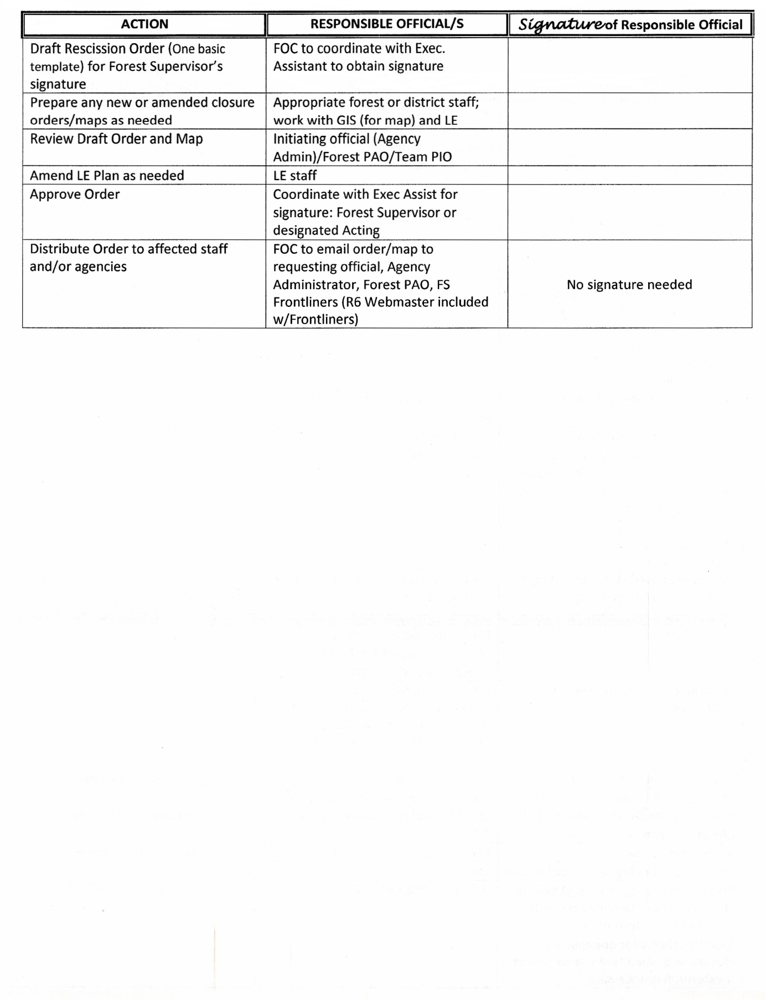 ACTION RESPONSIBLE OFFICIAL/S Signature of Responsible Official
Draft Rescission Order (One basic
template) for Forest Supervisor's
signature
FOC to coordinate with Exec.
Assistant to obtain signature
Prepare any new or amended closure
orders/maps as needed
Appropriate forest or district staff;
work with GIS (for map) and LE
Review Draft Order and Map
Initiating official (Agency
Admin)/Forest PAO/Team PIO
Amend LE Plan as needed
LE staff
Approve Order
Coordinate with Exec Assist for
signature: Forest Supervisor or
designated Acting
Distribute Order to affected staff
and/or agencies
FOC to email order/map to
requesting official, Agency
Administrator, Forest PAO, FS
Frontliners (R6 Webmaster included
w/Frontliners)
No signature needed